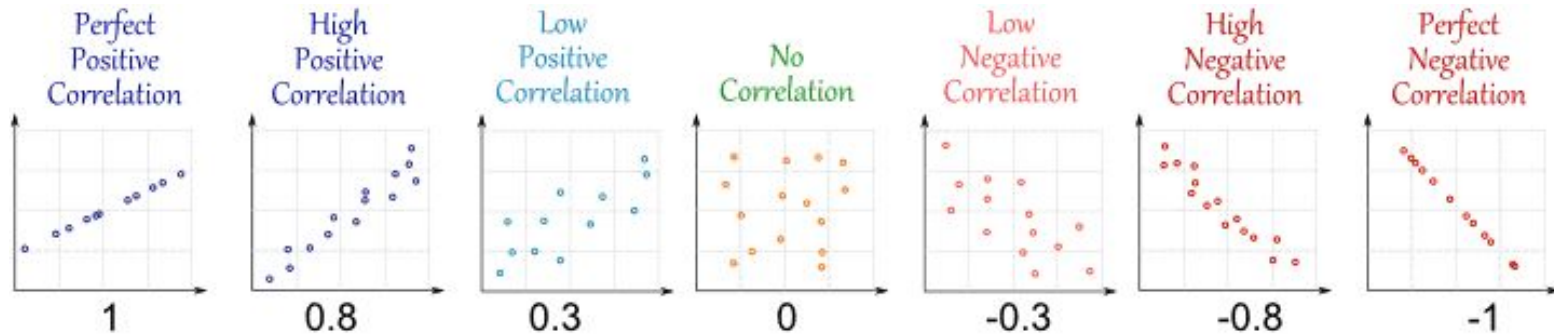 Perfect
Positive
Correlation
High
Positive
Correlation
Low
Positive
Correlation
No
Correlation
Low
Negative
Correlation
High
Negative
Correlation
Perfect
Negative
Correlation
1
0.8
0.3
0
-0.3
-0.8
-1